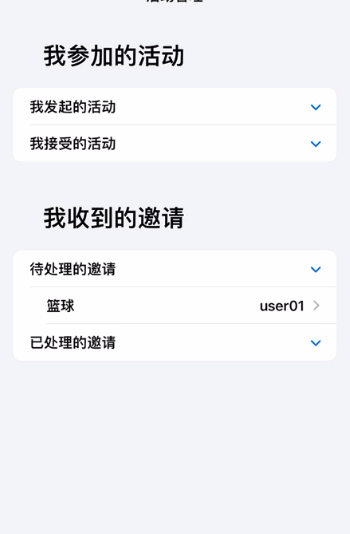 我参加的活动
我发起的活动
我接受的活动
我收到的邀请
待处理的邀请
篮球 user01
已处理的邀请